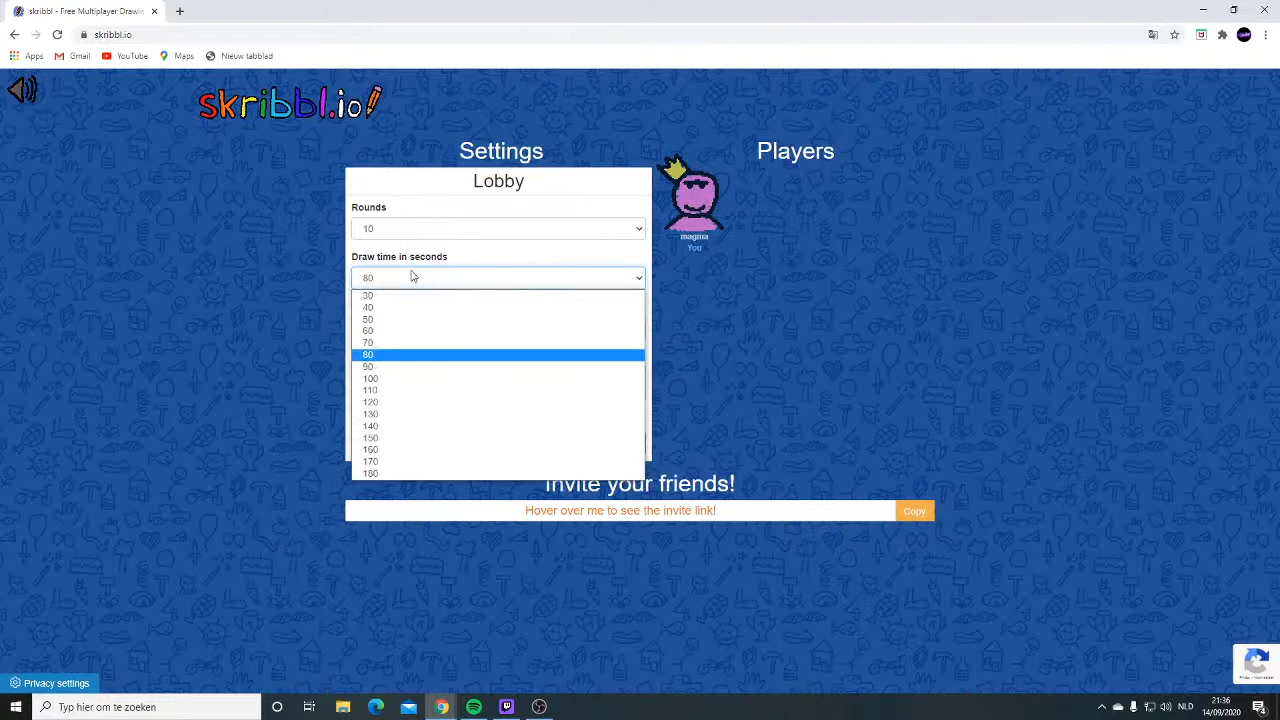 skribbl - Free Multiplayer Drawin
skribbl.io
Apps
Gmail
YouTube
Maps
Nieuw tabblad
skribbl.io
Settings
Players
Lobby
Rounds
10
Draw time in seconds
80
30
40
50
60
70
80
90
100
110
120
130
140
150
160
170
180
magma
You
Invite your friends!
Hover over me to see the invite link!
Copy
Privacy settings
Typ hier om te zoeken
NLD
21:36
14/09/2020